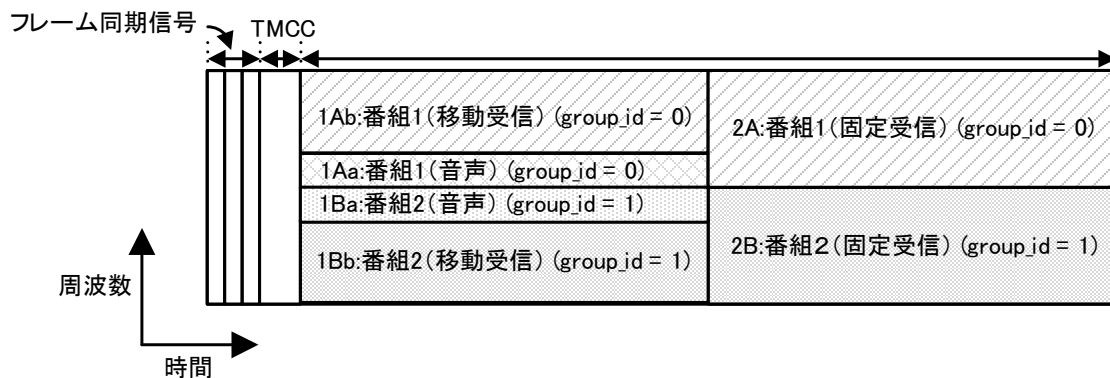 フレーム同期信号
TMCC
1Ab:番組1(移動受信) (group_id = 0)
2A:番組1(固定受信) (group_id = 0)
1Aa:番組1(音声) (group_id = 0)
1Ba:番組2(音声) (group_id = 1)
1Bb:番組2(移動受信) (group_id = 1)
2B:番組２(固定受信) (group_id = 1)
周波数
時間